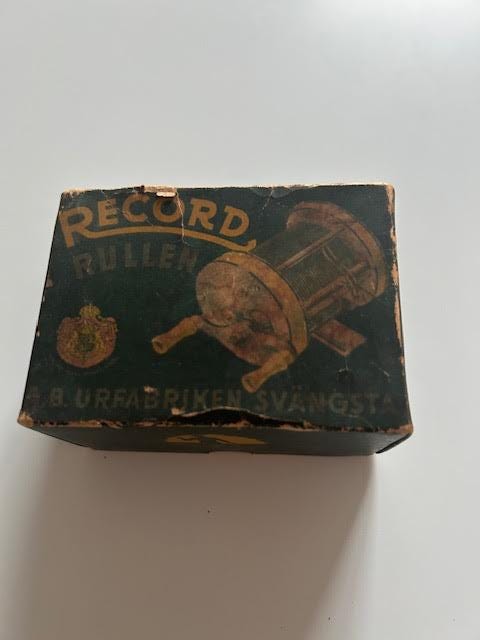 RECORD
RULLEN
A.B. URFABRIKEN SVÄNGSTA